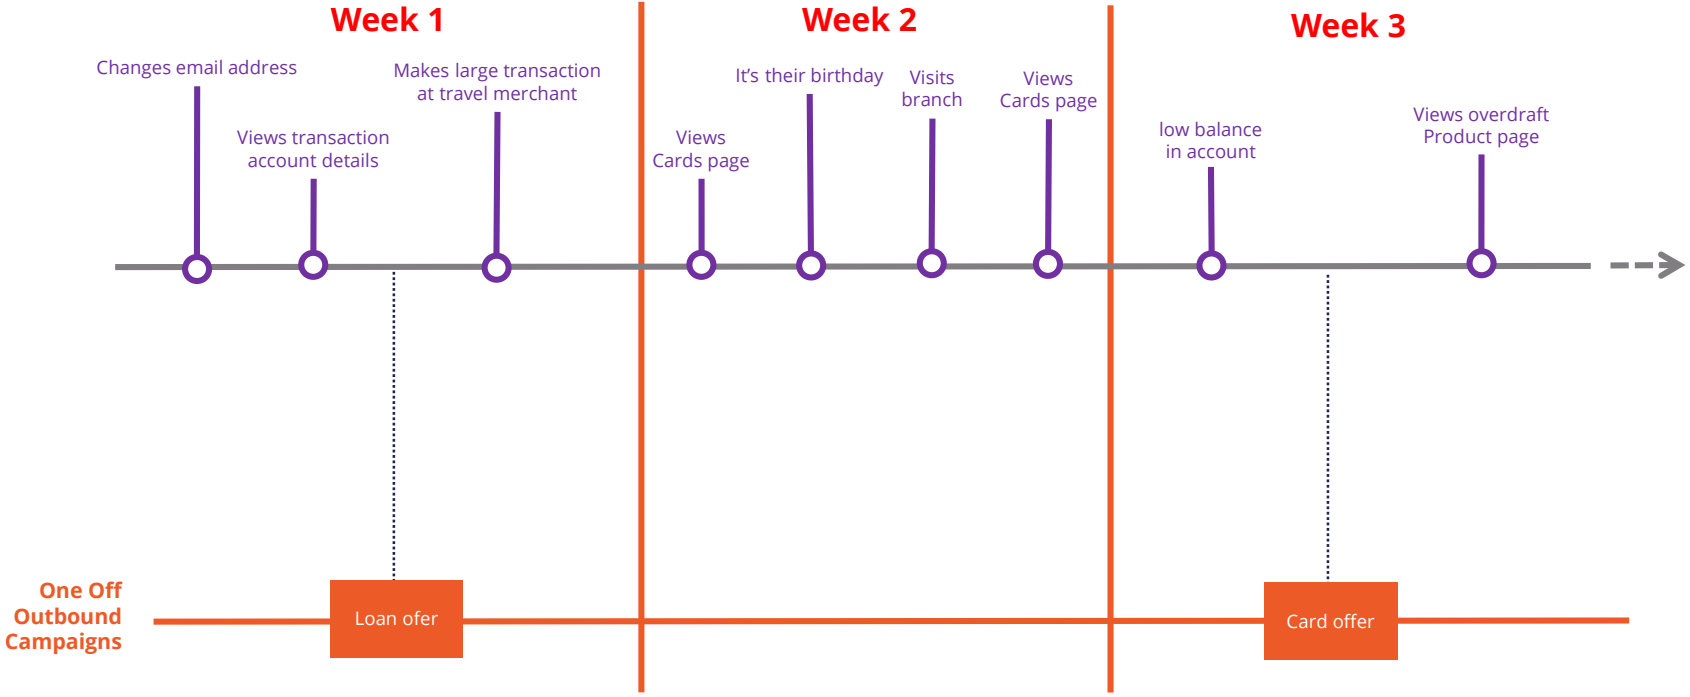 Week 1
Week 2
Week 3
Changes email address
Views transaction
account details
Makes large transaction
at travel merchant
Views
Cards page
It’s their birthday
Visits
branch
Views
Cards page
low balance
in account
Views overdraft
Product page
One Off
Outbound
Campaigns
Loan ofer
Card offer